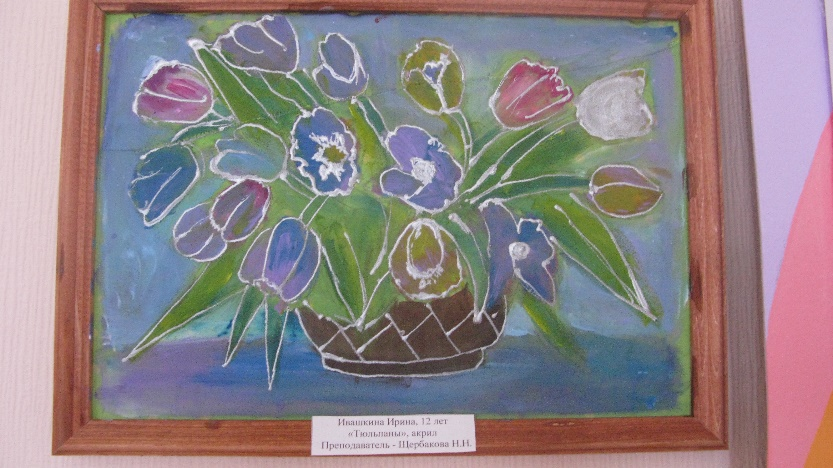 Ивашкина Ирина, 12 лет
«Тюльпаны», акрил
Преподаватель - Щербакова Н.Н.